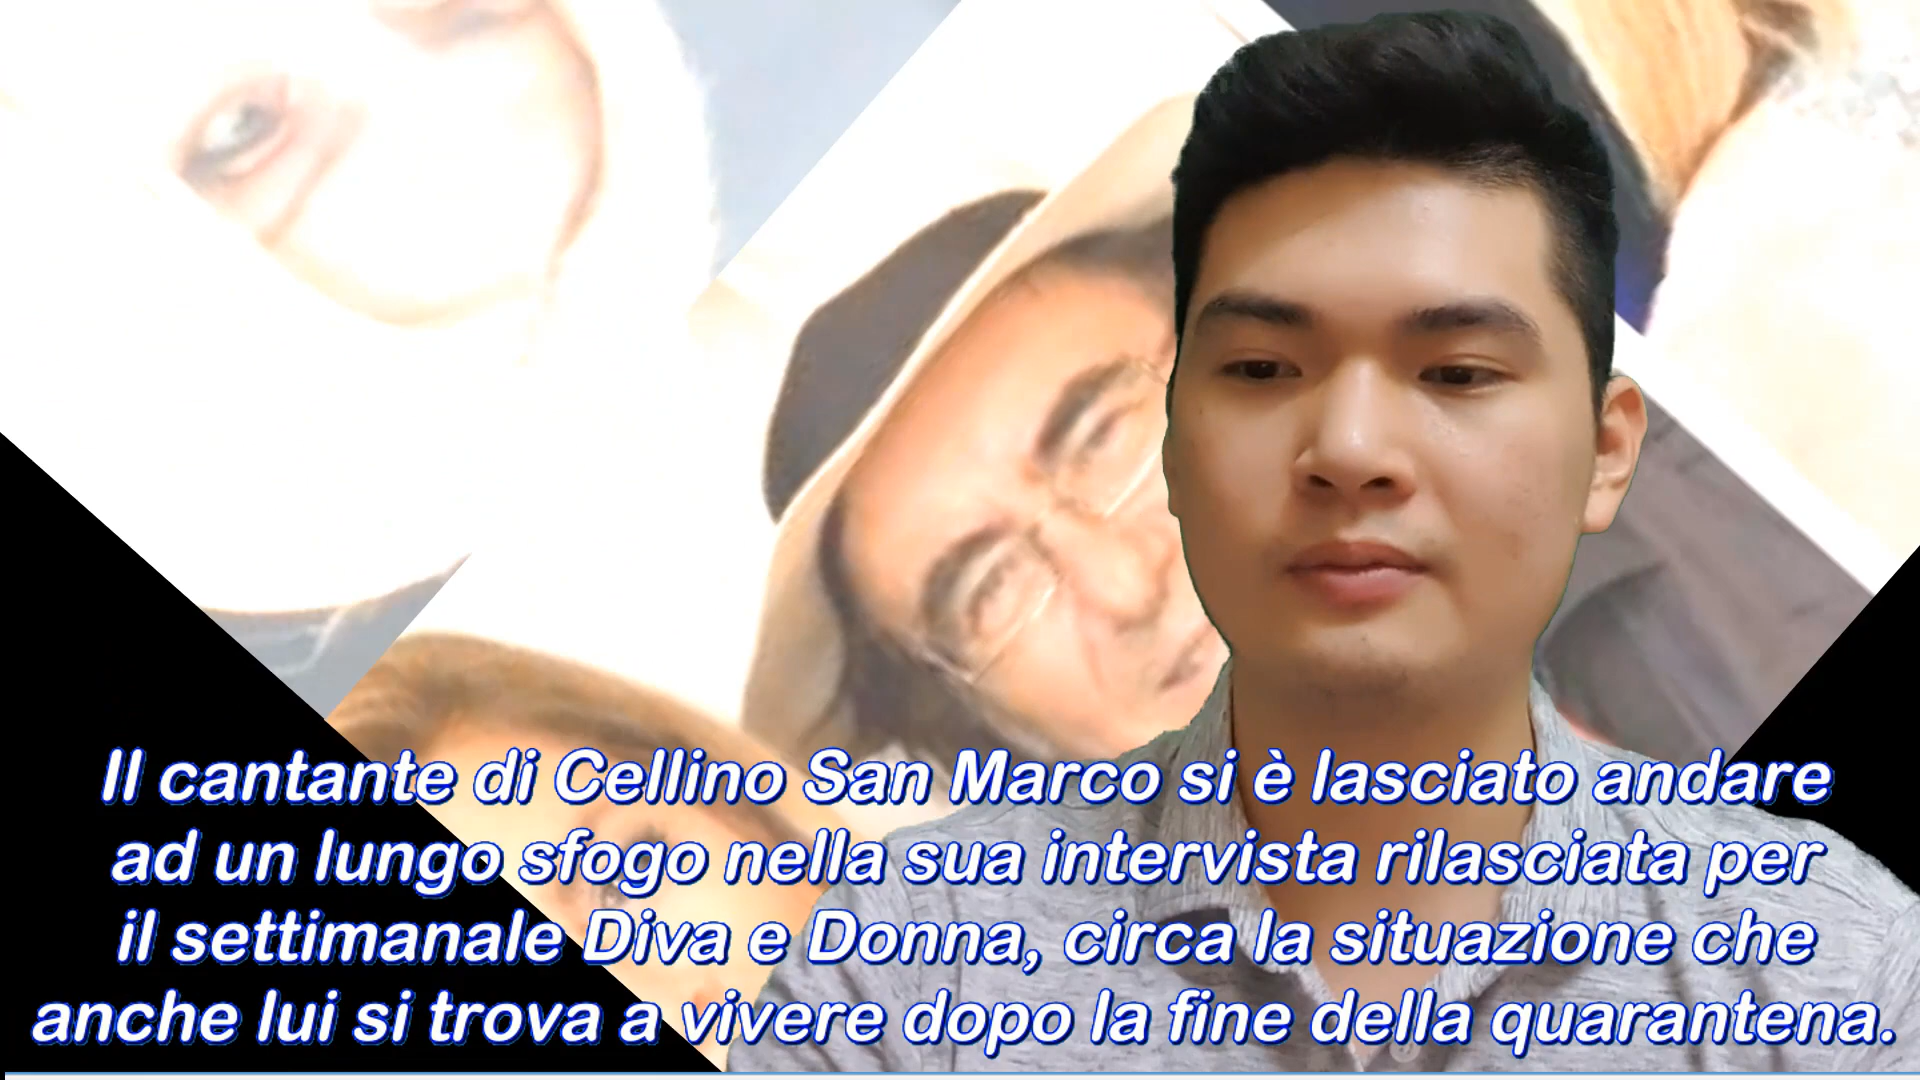 Il cantante di Cellino San Marco si è lasciato andare
ad un lungo sfogo nella sua intervista rilasciata per
il settimanale Diva e Donna, circa la situazione che
anche lui si trova a vivere dopo la fine della quarantena.